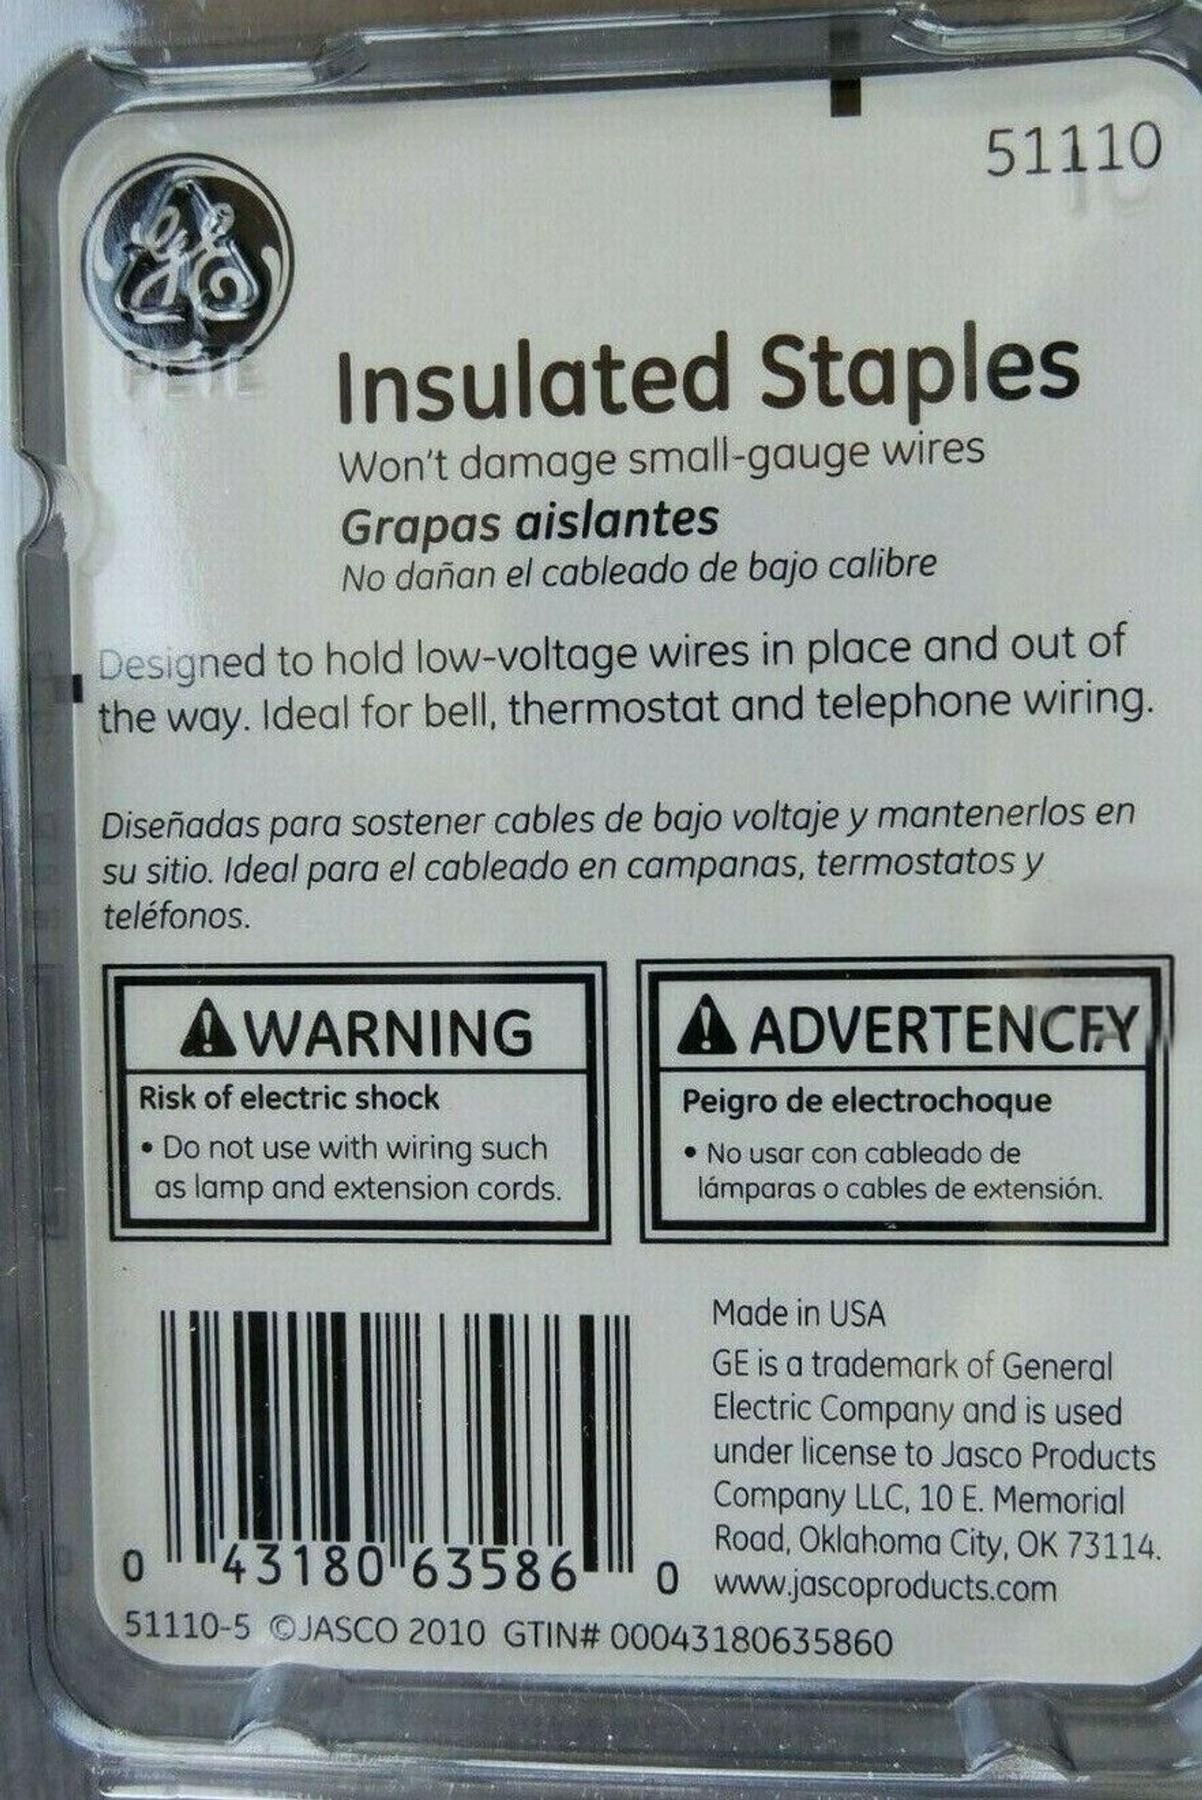 51110
GE
Insulated Staples
Won't damage small-gauge wires
Grapas aislantes
No dañan el cableado de bajo calibre
Designed to hold low-voltage wires in place and out of
the way. Ideal for bell, thermostat and telephone wiring.
Diseñadas para sostener cables de bajo voltaje y mantenerlos en
su sitio. Ideal para el cableado en campanas, termostatos y
teléfonos.
WARNING
Risk of electric shock
• Do not use with wiring such
as lamp and extension cords.
Peigro de electrochoque
• No usar con cableado de
lámparas o cables de extensión.
Made in USA
GE is a trademark of General
Electric Company and is used
under license to Jasco Products
Company LLC, 10 E. Memorial
Road, Oklahoma City, OK 73114.
www.jascoproducts.com
0 43180 63586 0
51110-5 ©JASCO 2010 GTIN# 00043180635860